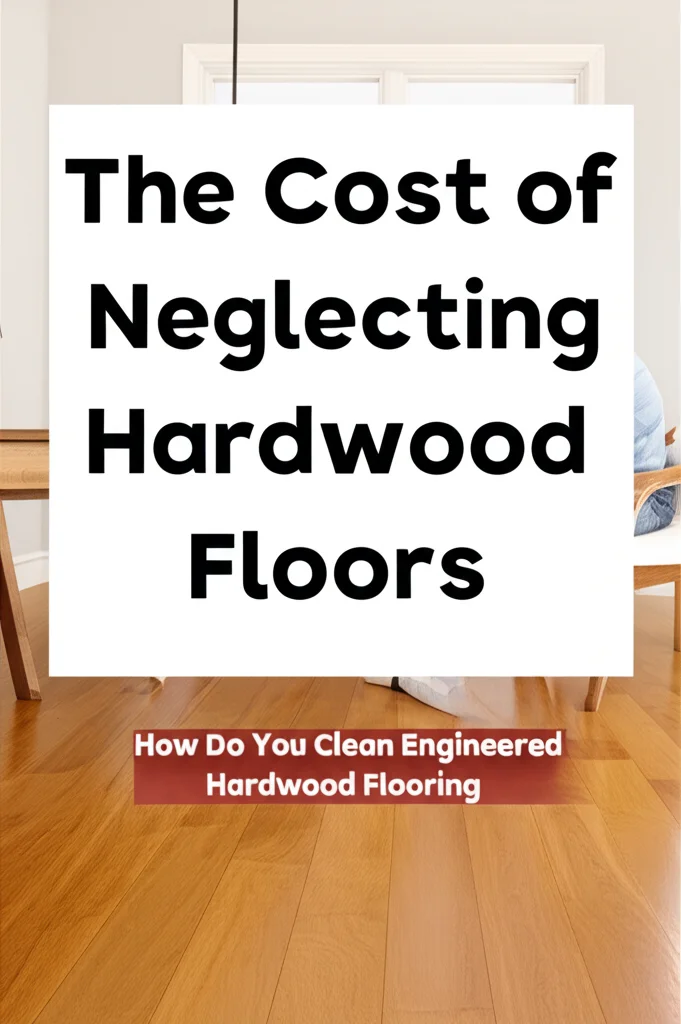 The Cost of
Neglecting
Hardwood
Floors
How Do You Clean Engineered
Hardwood Flooring